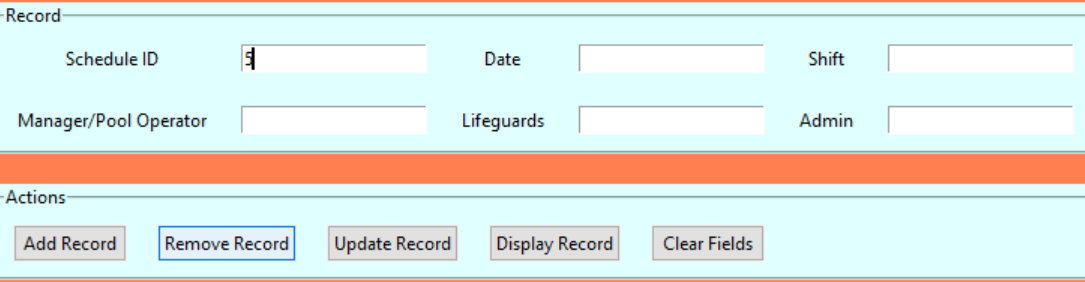 Record
Schedule ID 5 Date Shift
Manager/Pool Operator Lifeguards Admin
Actions
Add Record Remove Record Update Record Display Record Clear Fields